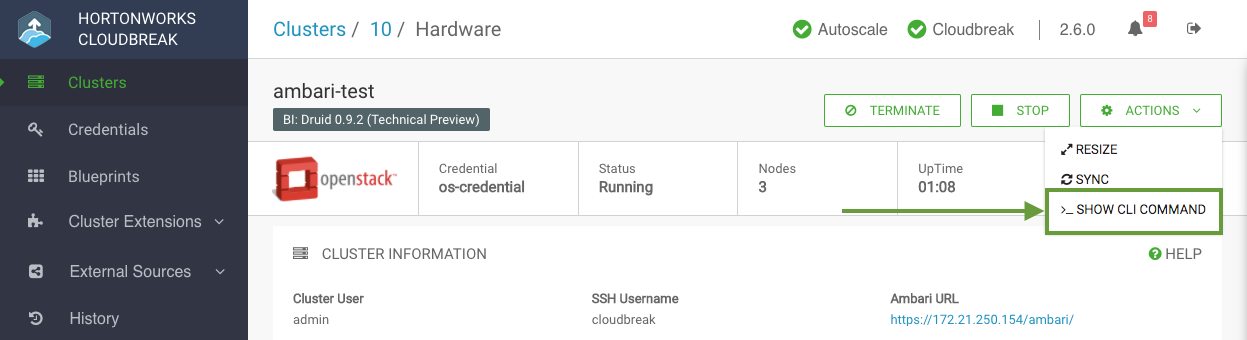 HORTONWORKS
CLOUDBREAK
Clusters / 10 / Hardware
Autoscale
Cloudbreak
2.6.0
8
Clusters
Credentials
Blueprints
Cluster Extensions
External Sources
History
ambari-test
BI: Druid 0.9.2 (Technical Preview)
TERMINATE
STOP
ACTIONS
RESIZE
SYNC
>_ SHOW CLI COMMAND
openstack™
Credential
os-credential
Status
Running
Nodes
3
UpTime
01:08
CLUSTER INFORMATION
HELP
Cluster User
admin
SSH Username
cloudbreak
Ambari URL
https://172.21.250.154/ambari/